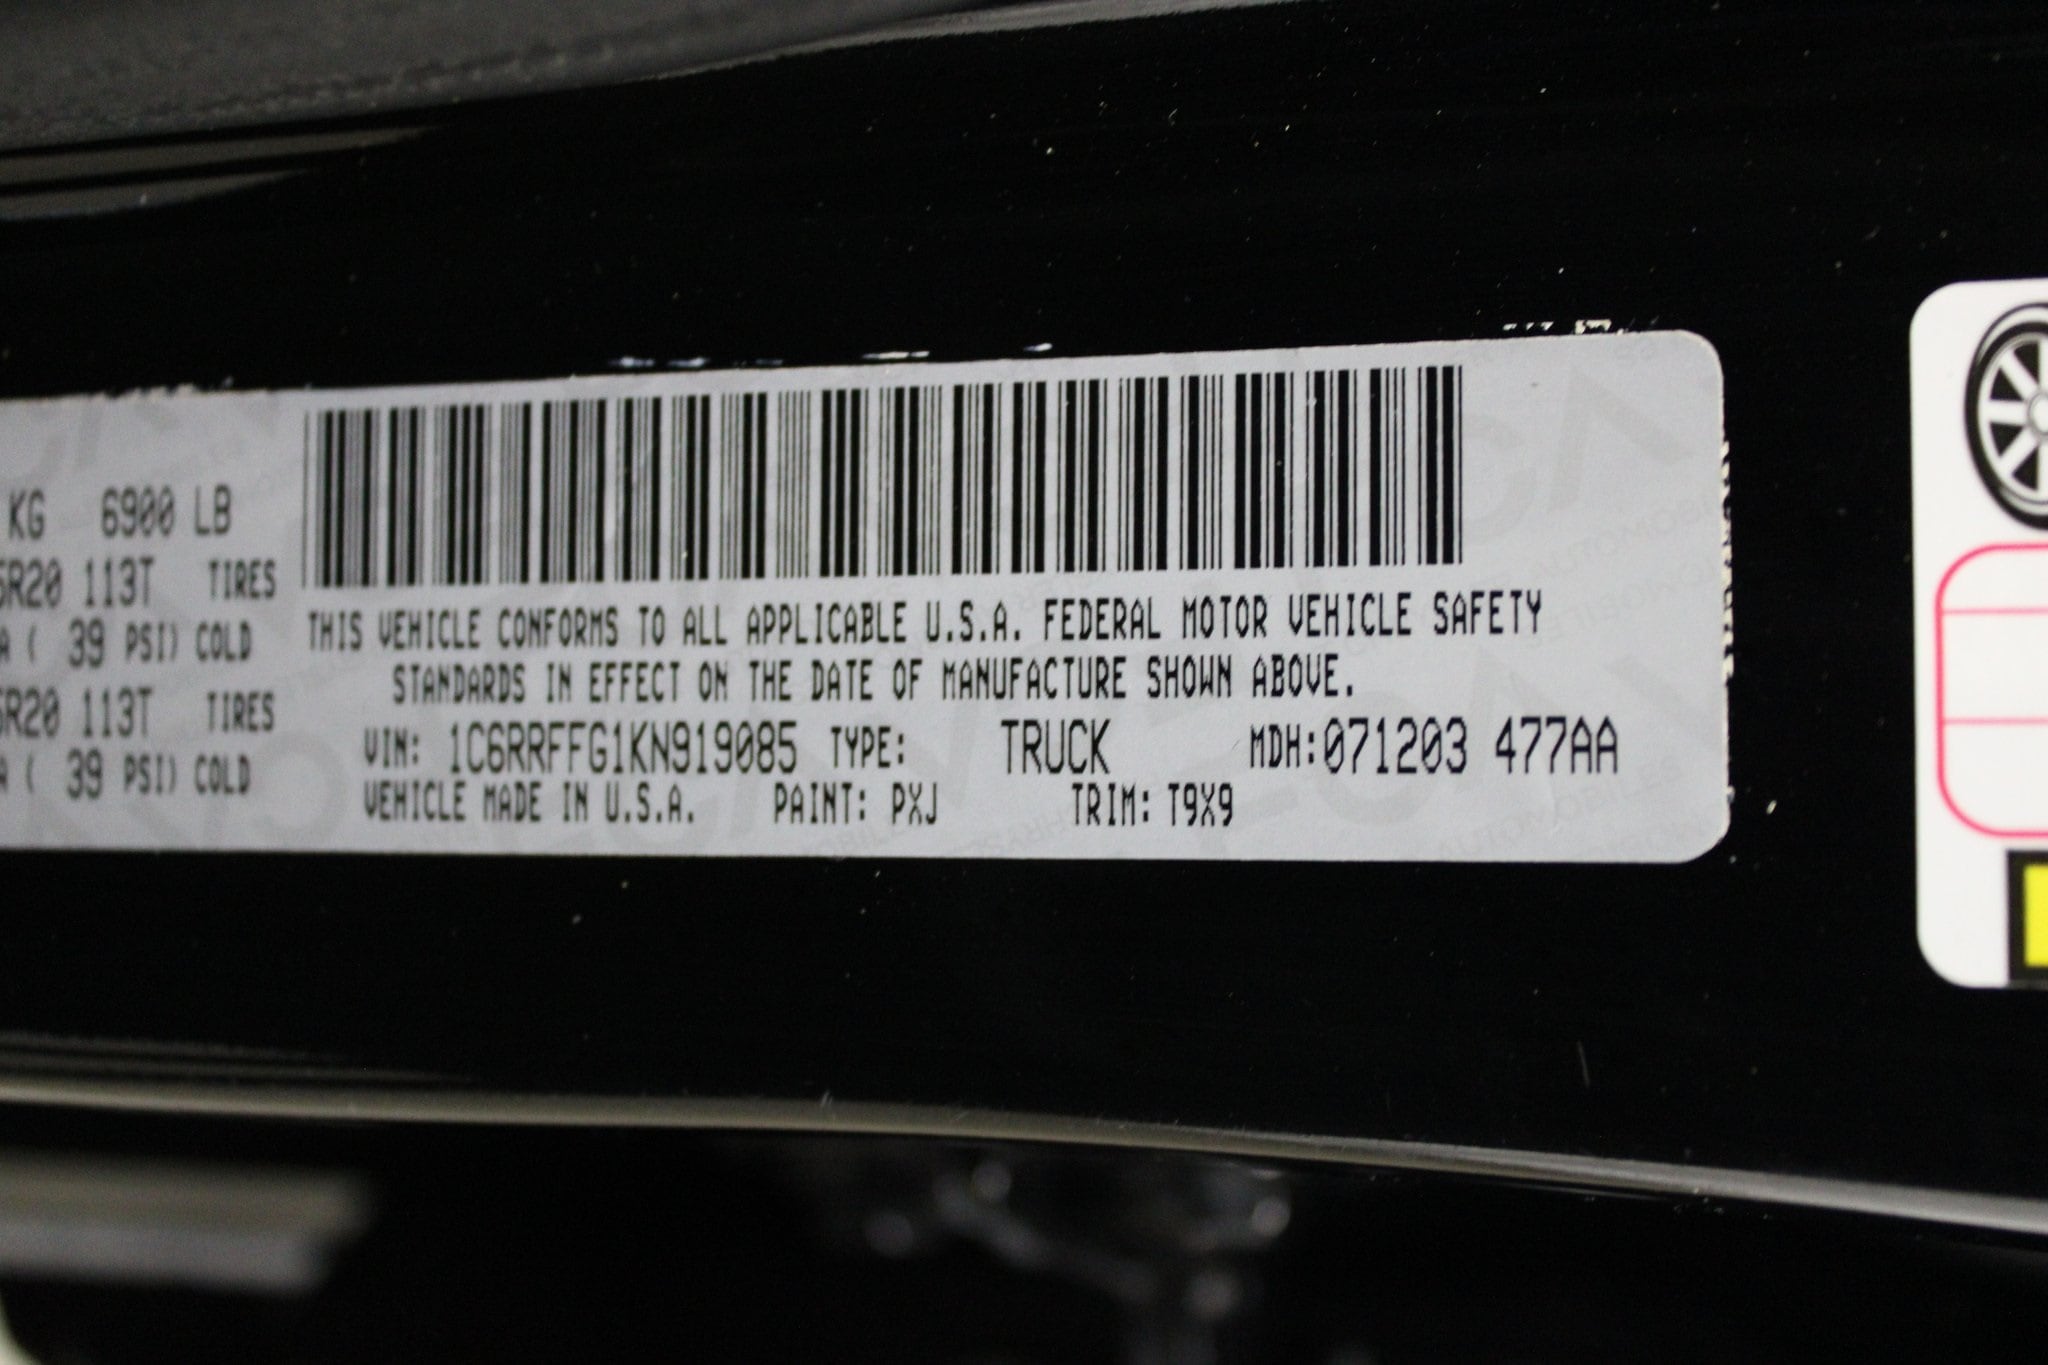 KG 6900 LB
R20 113T TIRES
( 39 PSI) COLD
R20 113T TIRES
( 39 PSI) COLD
THIS VEHICLE CONFORMS TO ALL APPLICABLE U.S.A. FEDERAL MOTOR VEHICLE SAFETY
STANDARDS IN EFFECT ON THE DATE OF MANUFACTURE SHOWN ABOVE.
VIN: 1C6RRFFG1KN919085 TYPE: TRUCK MDH:071203 477AA
VEHICLE MADE IN U.S.A. PAINT: PXJ TRIM: T9X9